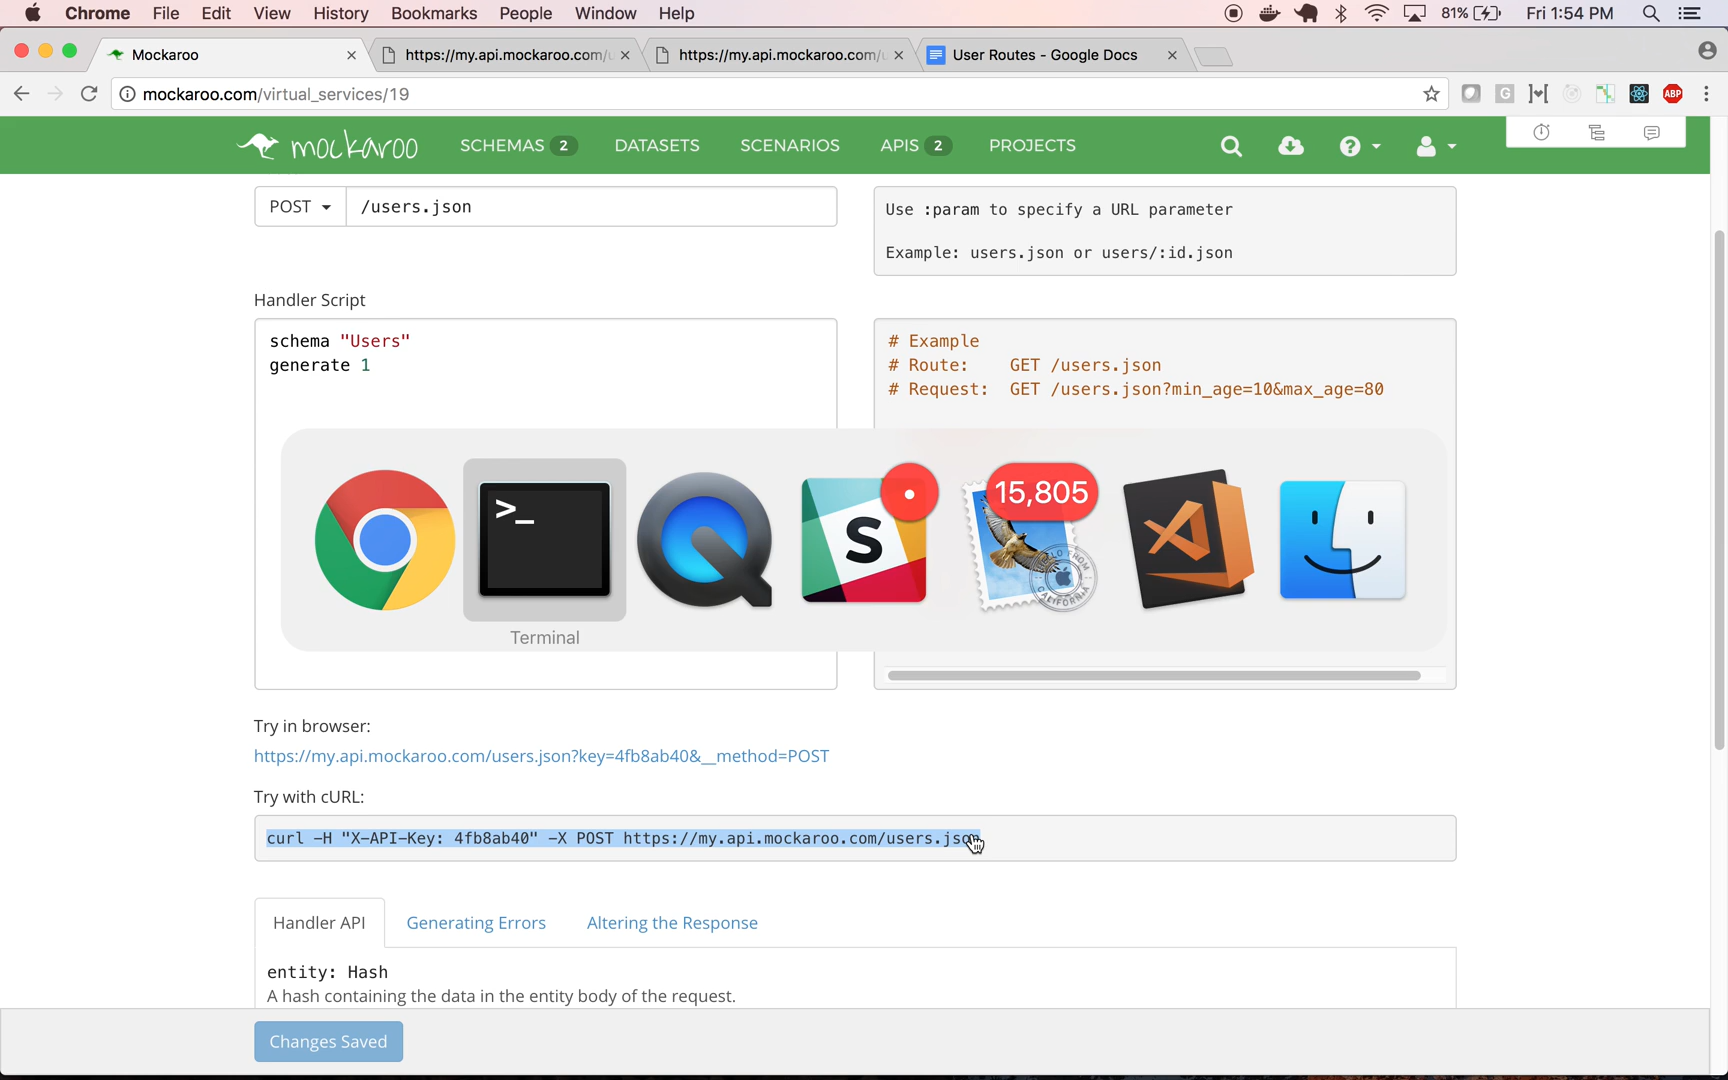 Chrome File Edit View History Bookmarks People Window Help 81% Fri 1:54 PM
Mockaroo https://my.api.mockaroo.com/u https://my.api.mockaroo.com/u User Routes - Google Docs
mockaroo.com/virtual_services/19 G ABP
mockaroo SCHEMAS 2 DATASETS SCENARIOS APIS 2 PROJECTS ?
POST /users.json
Use :param to specify a URL parameter
Example: users.json or users/:id.json
Handler Script
schema "Users"
generate 1
# Example
# Route: GET /users.json
# Request: GET /users.json?min_age=10&max_age=80
>_
S
15,805
CALIFORNIA
Terminal
Try in browser:
https://my.api.mockaroo.com/users.json?key=4fb8ab40&__method=POST
Try with cURL:
curl -H "X-API-Key: 4fb8ab40" -X POST https://my.api.mockaroo.com/users.json
Handler API Generating Errors Altering the Response
entity: Hash
A hash containing the data in the entity body of the request.
Changes Saved